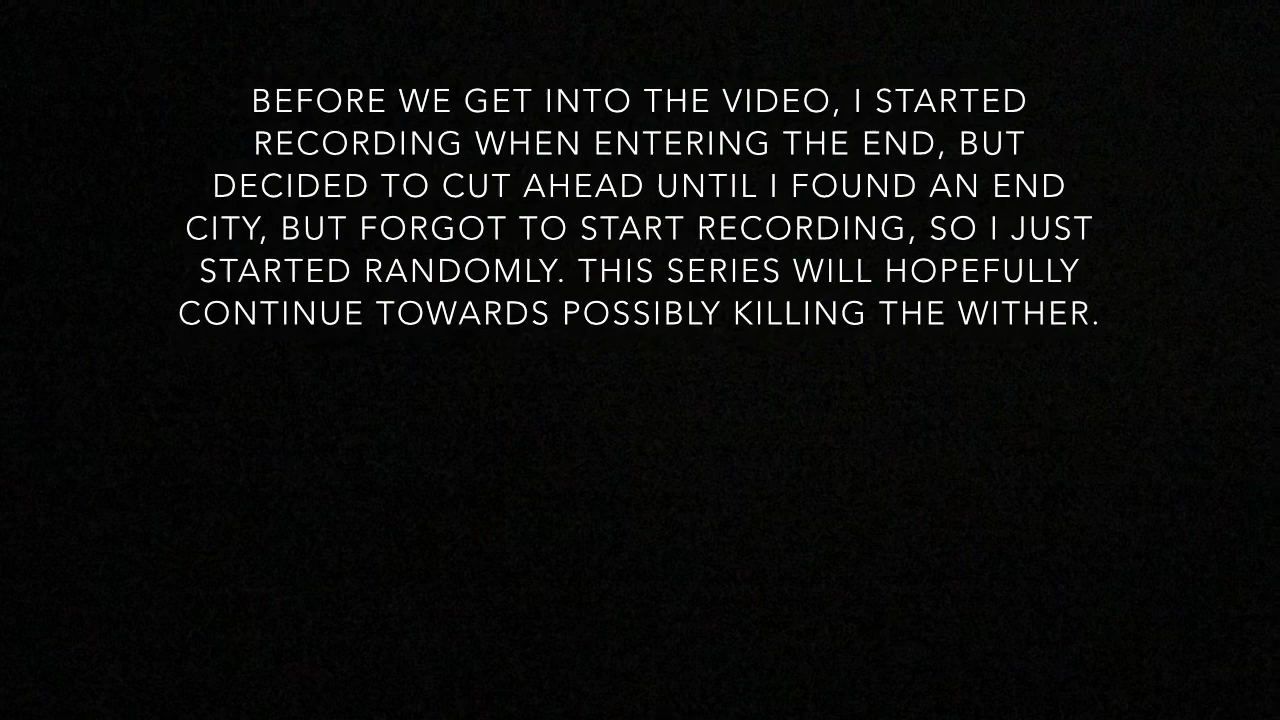 BEFORE WE GET INTO THE VIDEO, I STARTED
RECORDING WHEN ENTERING THE END, BUT
DECIDED TO CUT AHEAD UNTIL I FOUND AN END
CITY, BUT FORGOT TO START RECORDING, SO I JUST
STARTED RANDOMLY. THIS SERIES WILL HOPEFULLY
CONTINUE TOWARDS POSSIBLY KILLING THE WITHER.